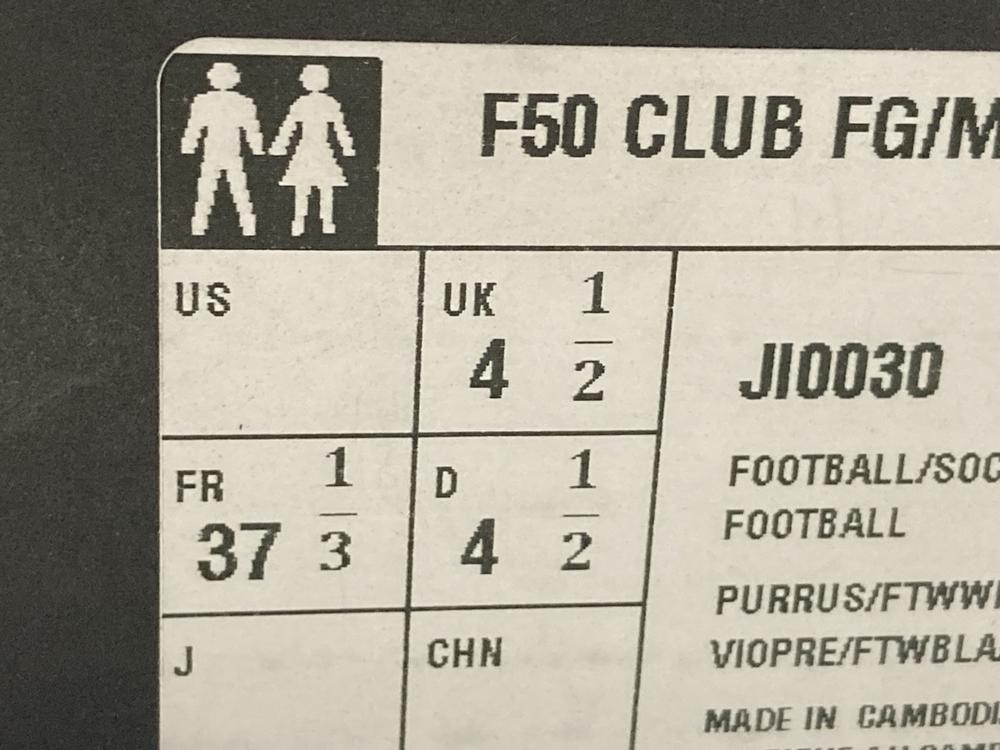 F50 CLUB FG/M
US
UK 4 1/2
JI0030
FR 37 1/3
D 4 1/2
FOOTBALL/SOC
FOOTBALL
PURRUS/FTWW
VIOPRE/FTWBLA
J
CHN
MADE IN CAMBODI